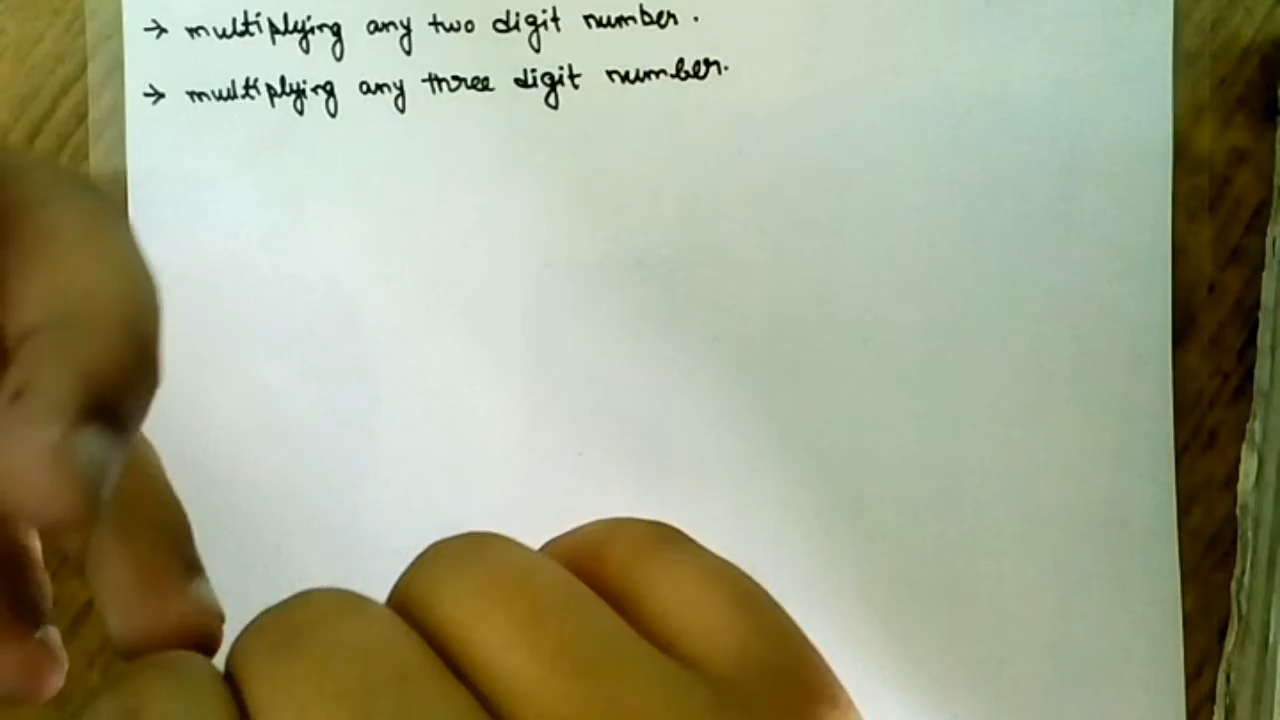 → multiplying any two digit number.
→ multiplying any three digit number.